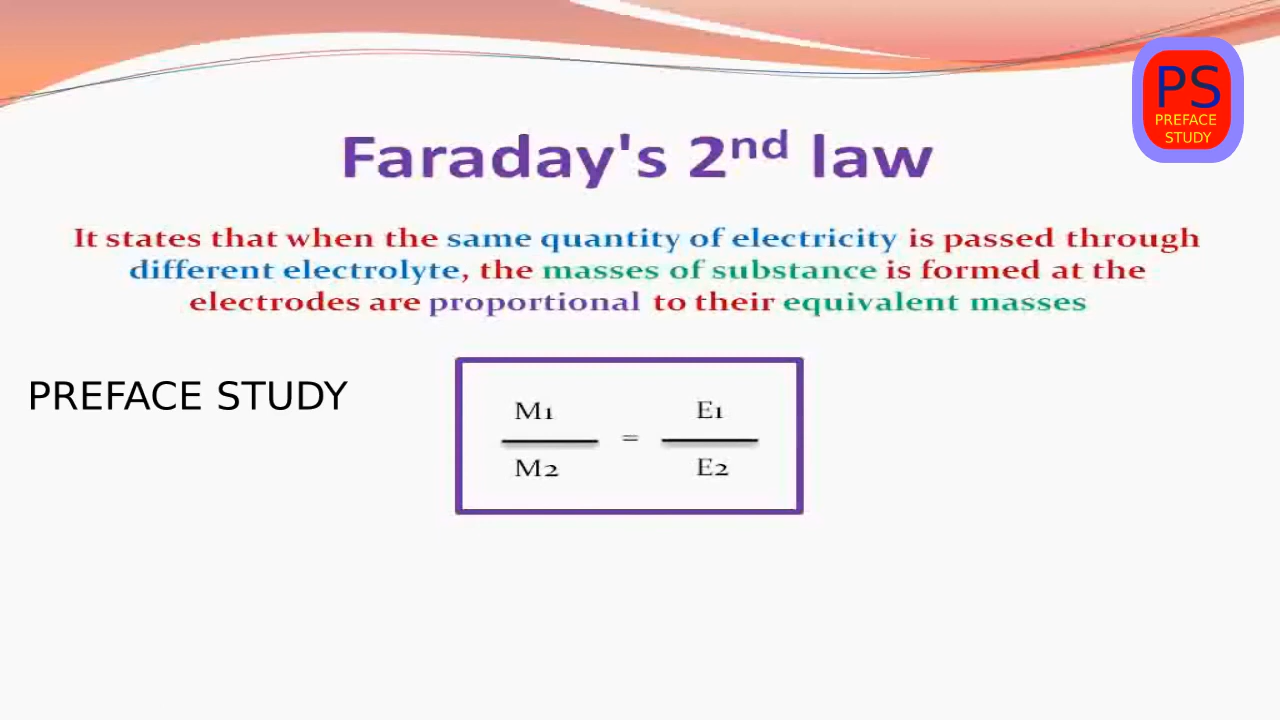 PS
PREFACE
STUDY
Faraday's 2nd law
It states that when the same quantity of electricity is passed through
different electrolyte, the masses of substance is formed at the
electrodes are proportional to their equivalent masses
PREFACE STUDY
M1 = E1
M2 E2